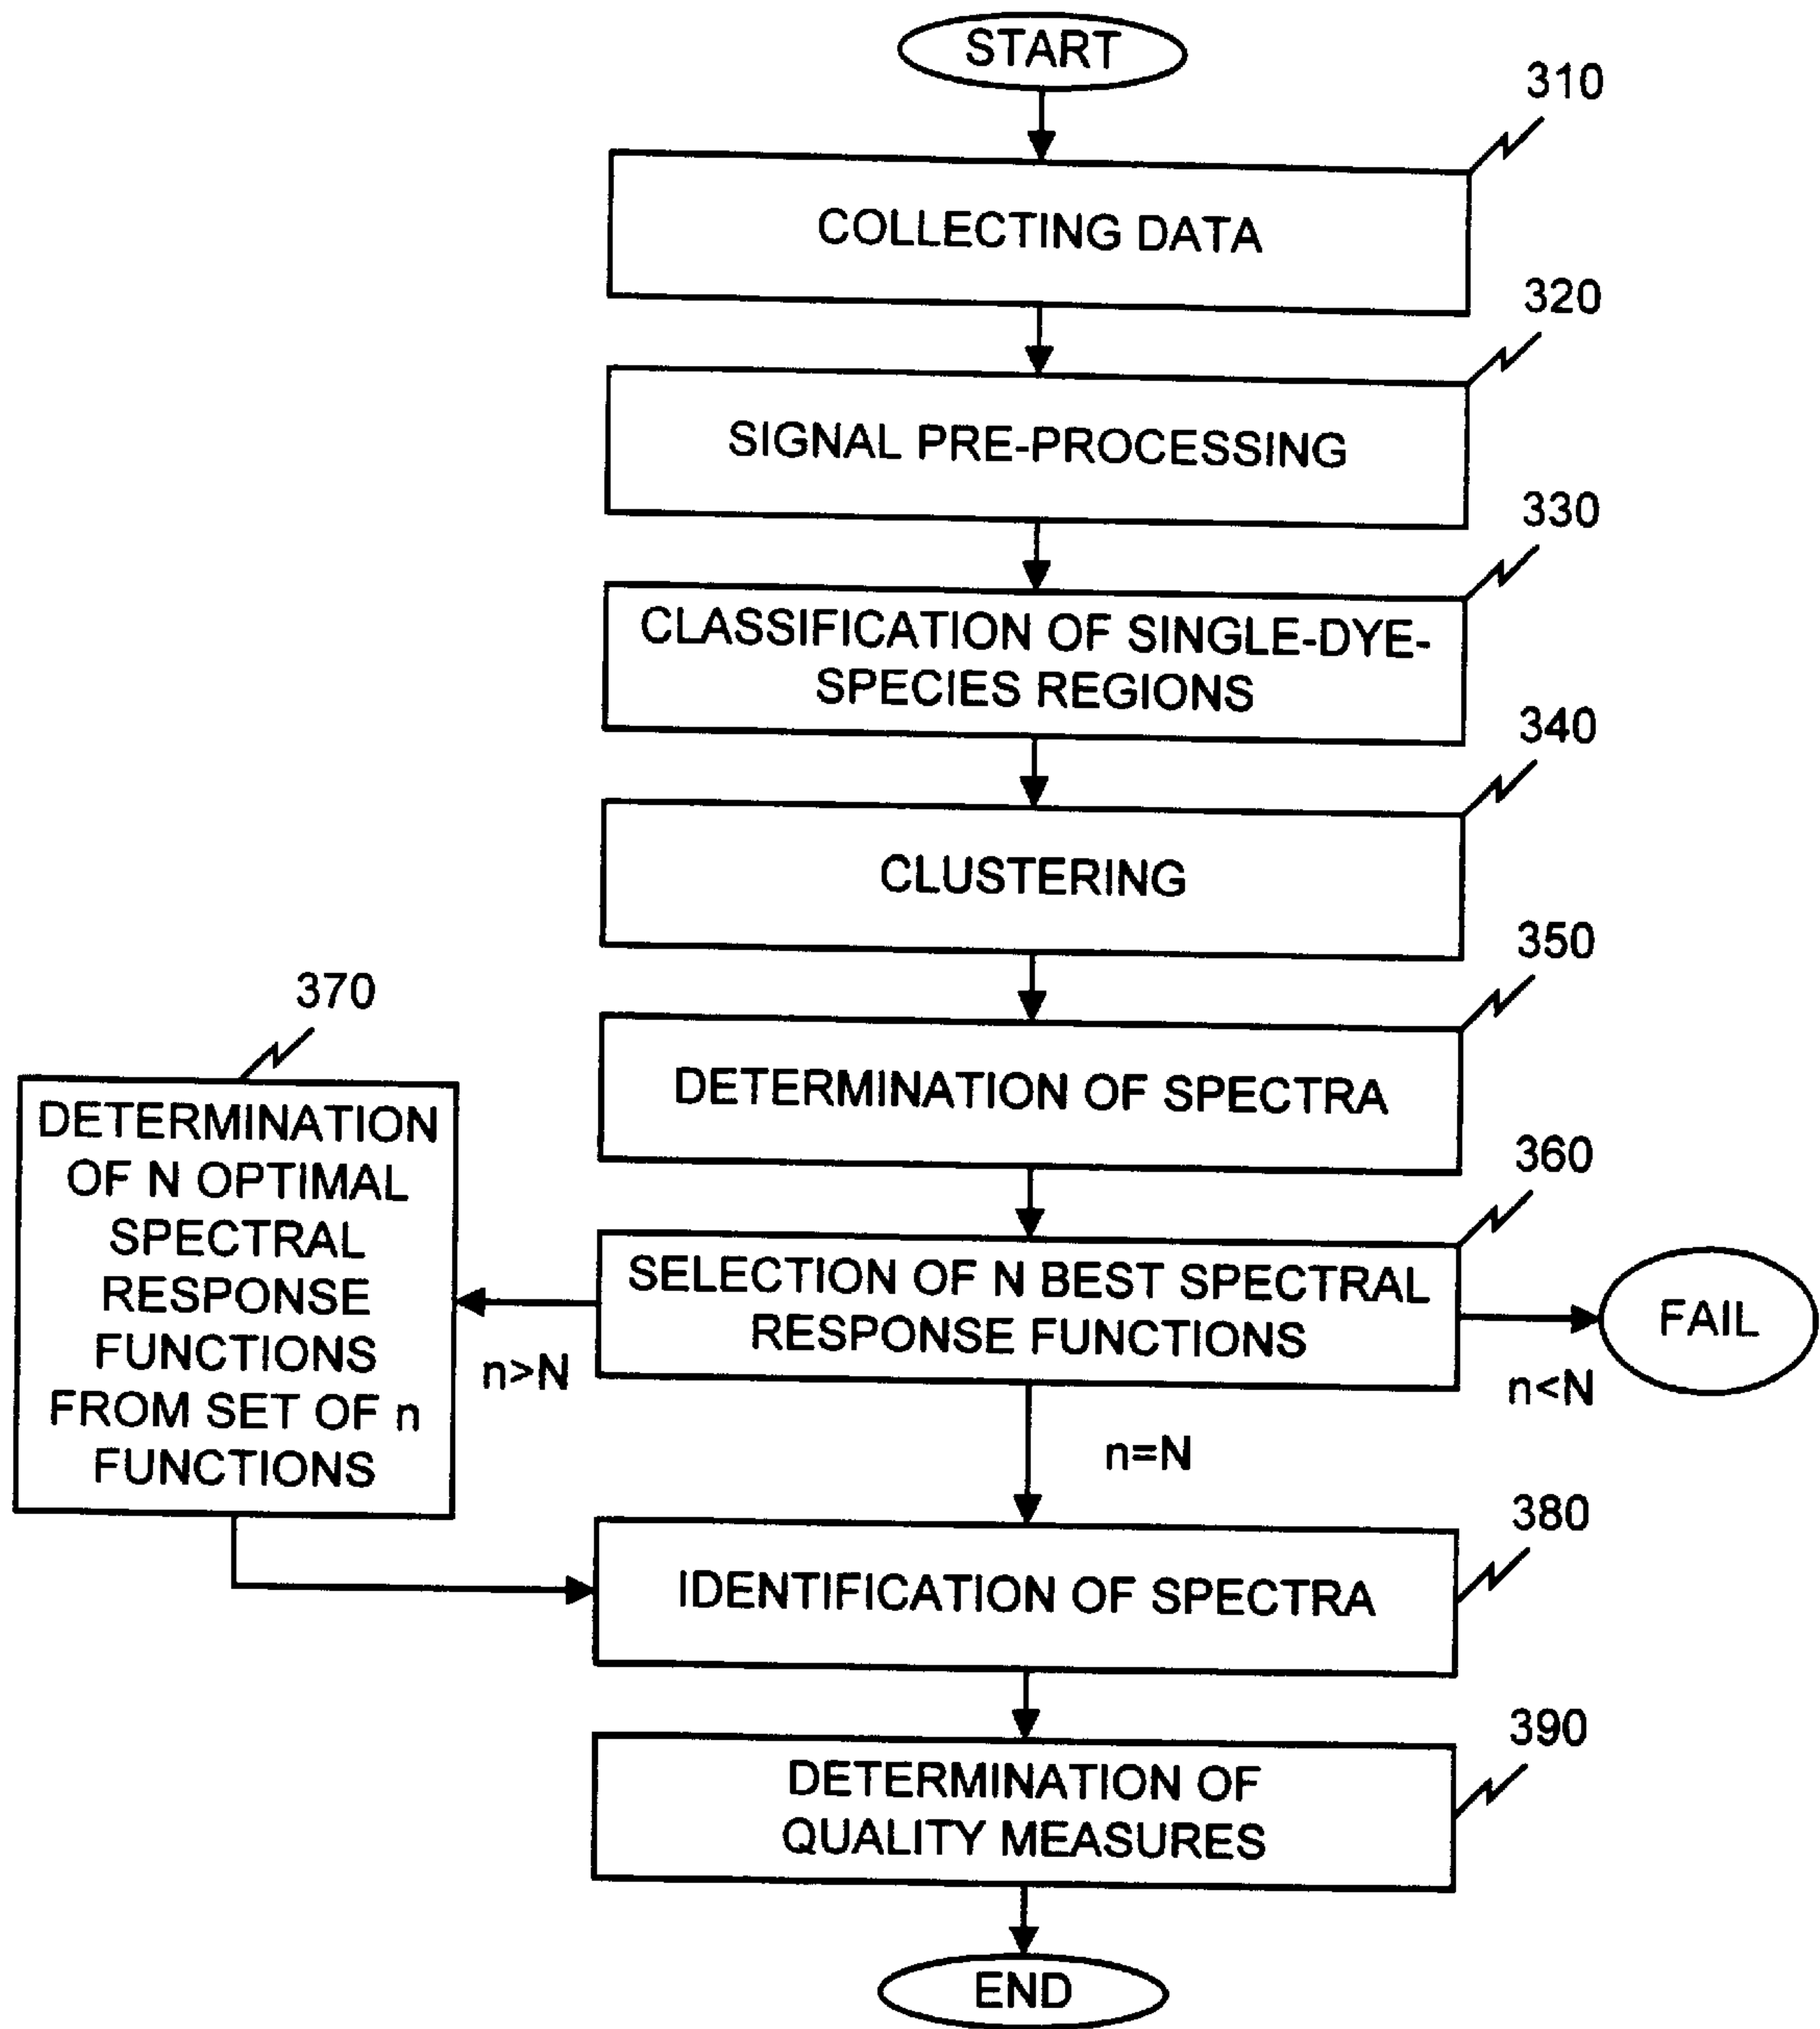 START
310
COLLECTING DATA
320
SIGNAL PRE-PROCESSING
330
CLASSIFICATION OF SINGLE-DYE-
SPECIES REGIONS
340
CLUSTERING
350
DETERMINATION OF SPECTRA
360
SELECTION OF N BEST SPECTRAL
RESPONSE FUNCTIONS
370
DETERMINATION
OF N OPTIMAL
SPECTRAL
RESPONSE
FUNCTIONS
FROM SET OF n
FUNCTIONS
n>N
FAIL
n<N
n=N
380
IDENTIFICATION OF SPECTRA
390
DETERMINATION OF
QUALITY MEASURES
END